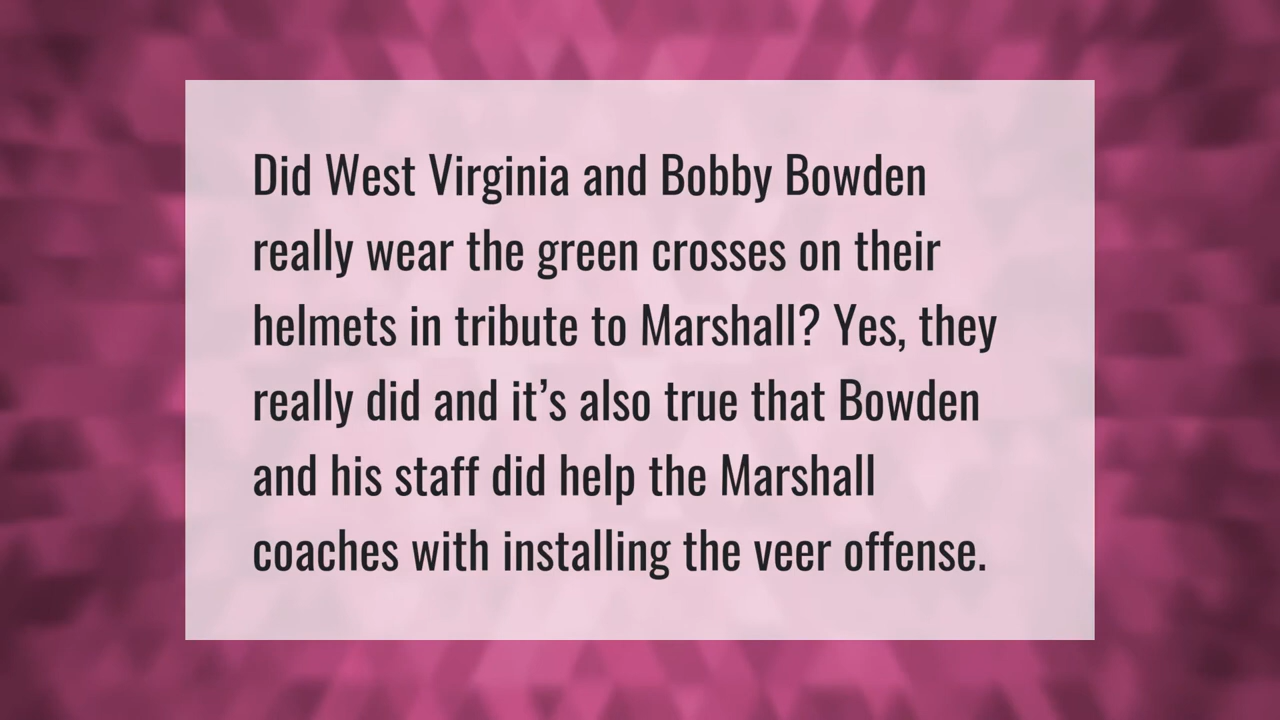 Did West Virginia and Bobby Bowden
really wear the green crosses on their
helmets in tribute to Marshall? Yes, they
really did and it’s also true that Bowden
and his staff did help the Marshall
coaches with installing the veer offense.